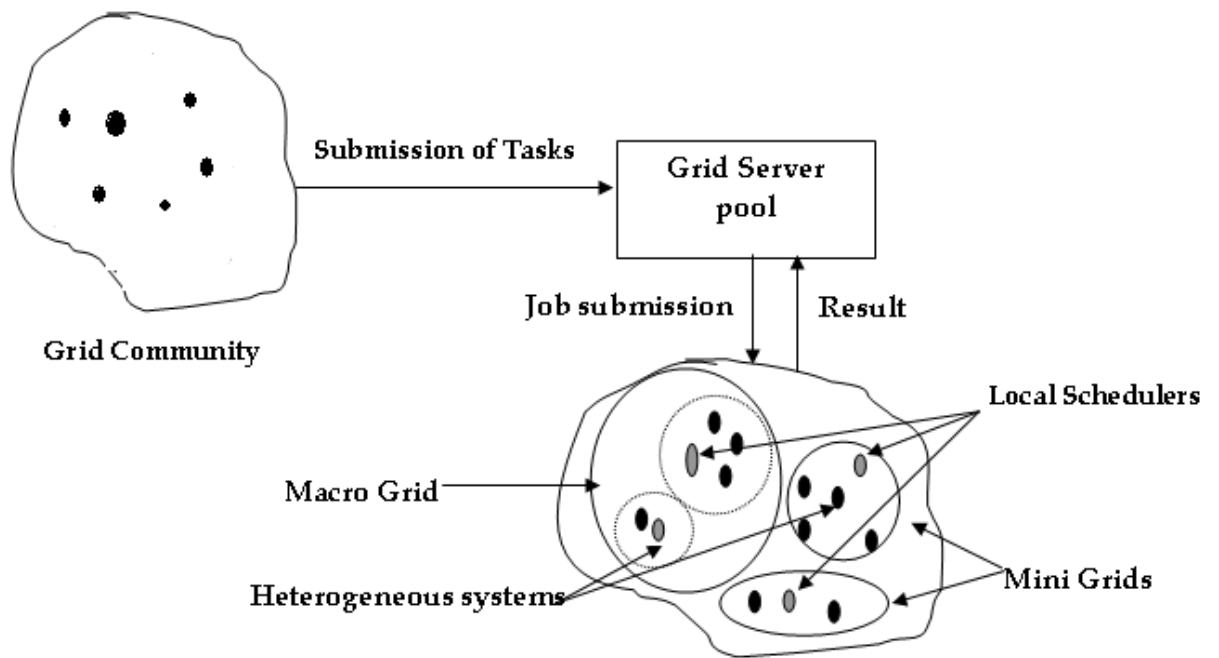 Submission of Tasks
Grid Server
pool
Job submission
Result
Grid Community
Local Schedulers
Macro Grid
Heterogeneous systems
Mini Grids